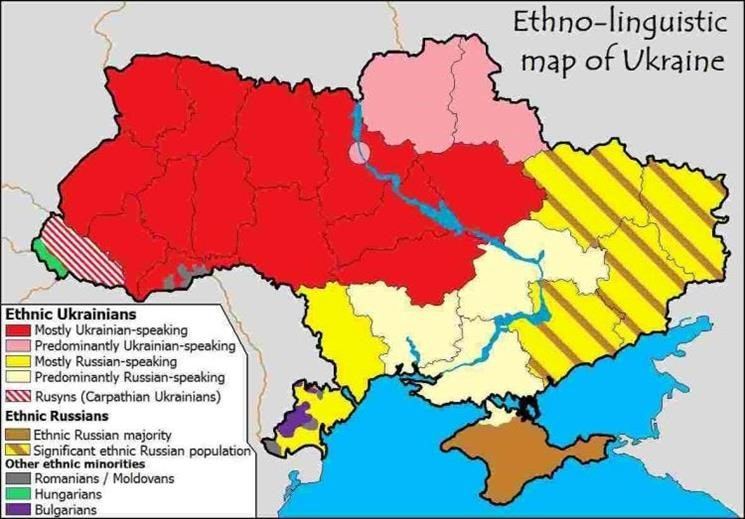 Ethno-linguistic
map of Ukraine
Ethnic Ukrainians
Mostly Ukrainian-speaking
Predominantly Ukrainian-speaking
Mostly Russian-speaking
Predominantly Russian-speaking
Rusyns (Carpathian Ukrainians)
Ethnic Russians
Ethnic Russian majority
Significant ethnic Russian population
Other ethnic minorities
Romanians / Moldovans
Hungarians
Bulgarians